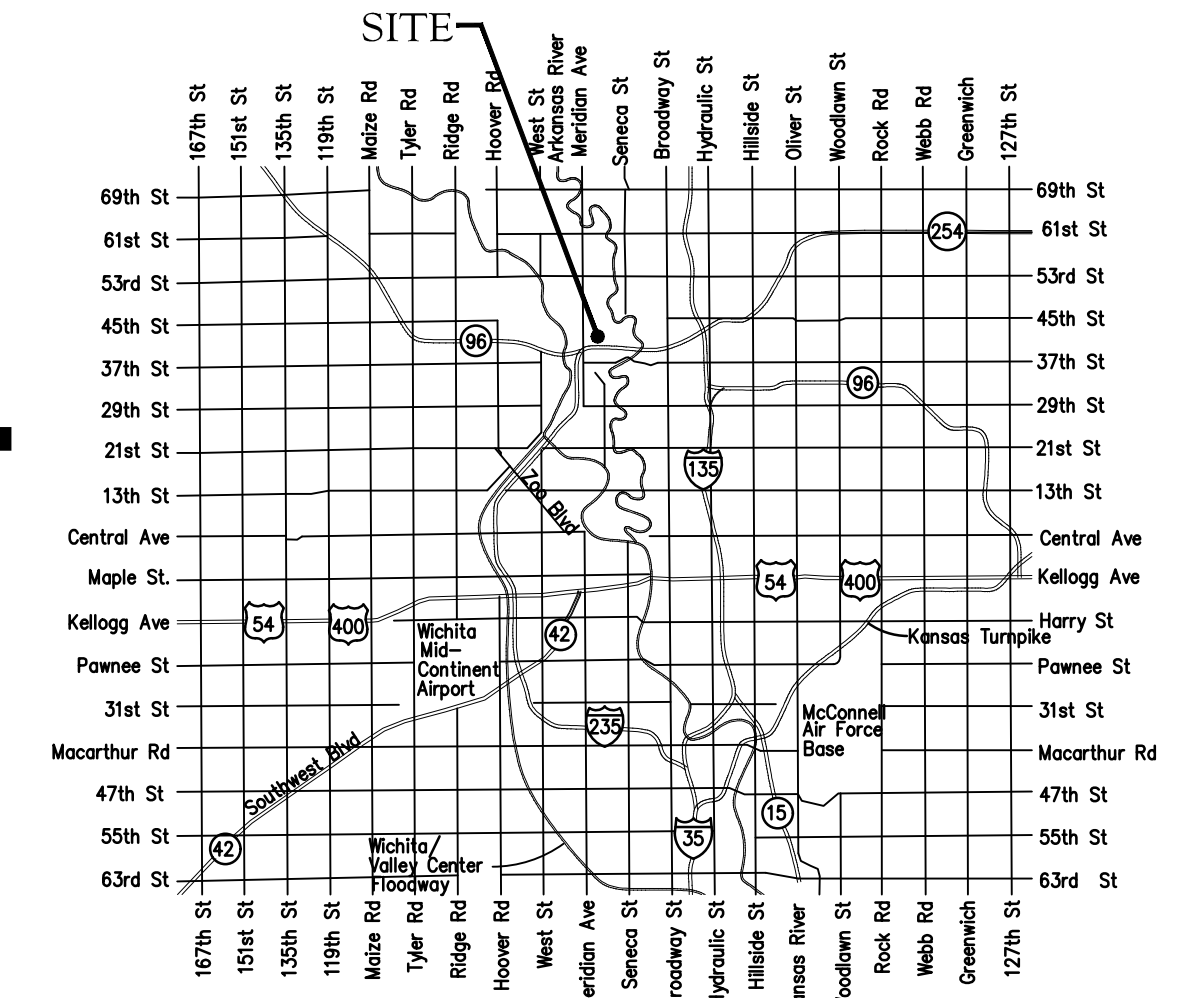 SITE
167th St
151st St
135th St
119th St
Maize Rd
Tyler Rd
Ridge Rd
Hoover Rd
West St
Arkansas River
Meridian Ave
Seneca St
Broadway St
Hydraulic St
Hillside St
Oliver St
Woodlawn St
Rock Rd
Webb Rd
Greenwich
127th St
69th St
69th St
61st St
254
61st St
53rd St
53rd St
45th St
45th St
96
37th St
37th St
96
29th St
29th St
21st St
21st St
135
13th St
13th St
Zoo Blvd
Central Ave
Central Ave
Maple St.
54
400
Kellogg Ave
Kellogg Ave
54
400
42
Harry St
Wichita
Mid-
Continent
Airport
Kansas Turnpike
Pawnee St
Pawnee St
31st St
31st St
235
McConnell
Air Force
Base
Macarthur Rd
Macarthur Rd
Southwest Blvd
47th St
47th St
15
55th St
55th St
42
35
Wichita/
Valley Center
Floodway
63rd St
63rd St
167th St
151st St
135th St
119th St
Maize Rd
Tyler Rd
Ridge Rd
Hoover Rd
West St
eridian Ave
Seneca St
roadway St
ydraulic St
Hillside St
ansas River
oodlawn St
Rock Rd
Webb Rd
Greenwich
127th St